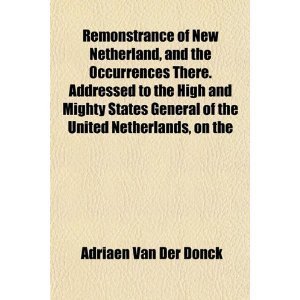 Remonstrance of New
Netherland, and the
Occurrences There.
Addressed to the High and
Mighty States General of the
United Netherlands, on the
Adriaen Van Der Donck